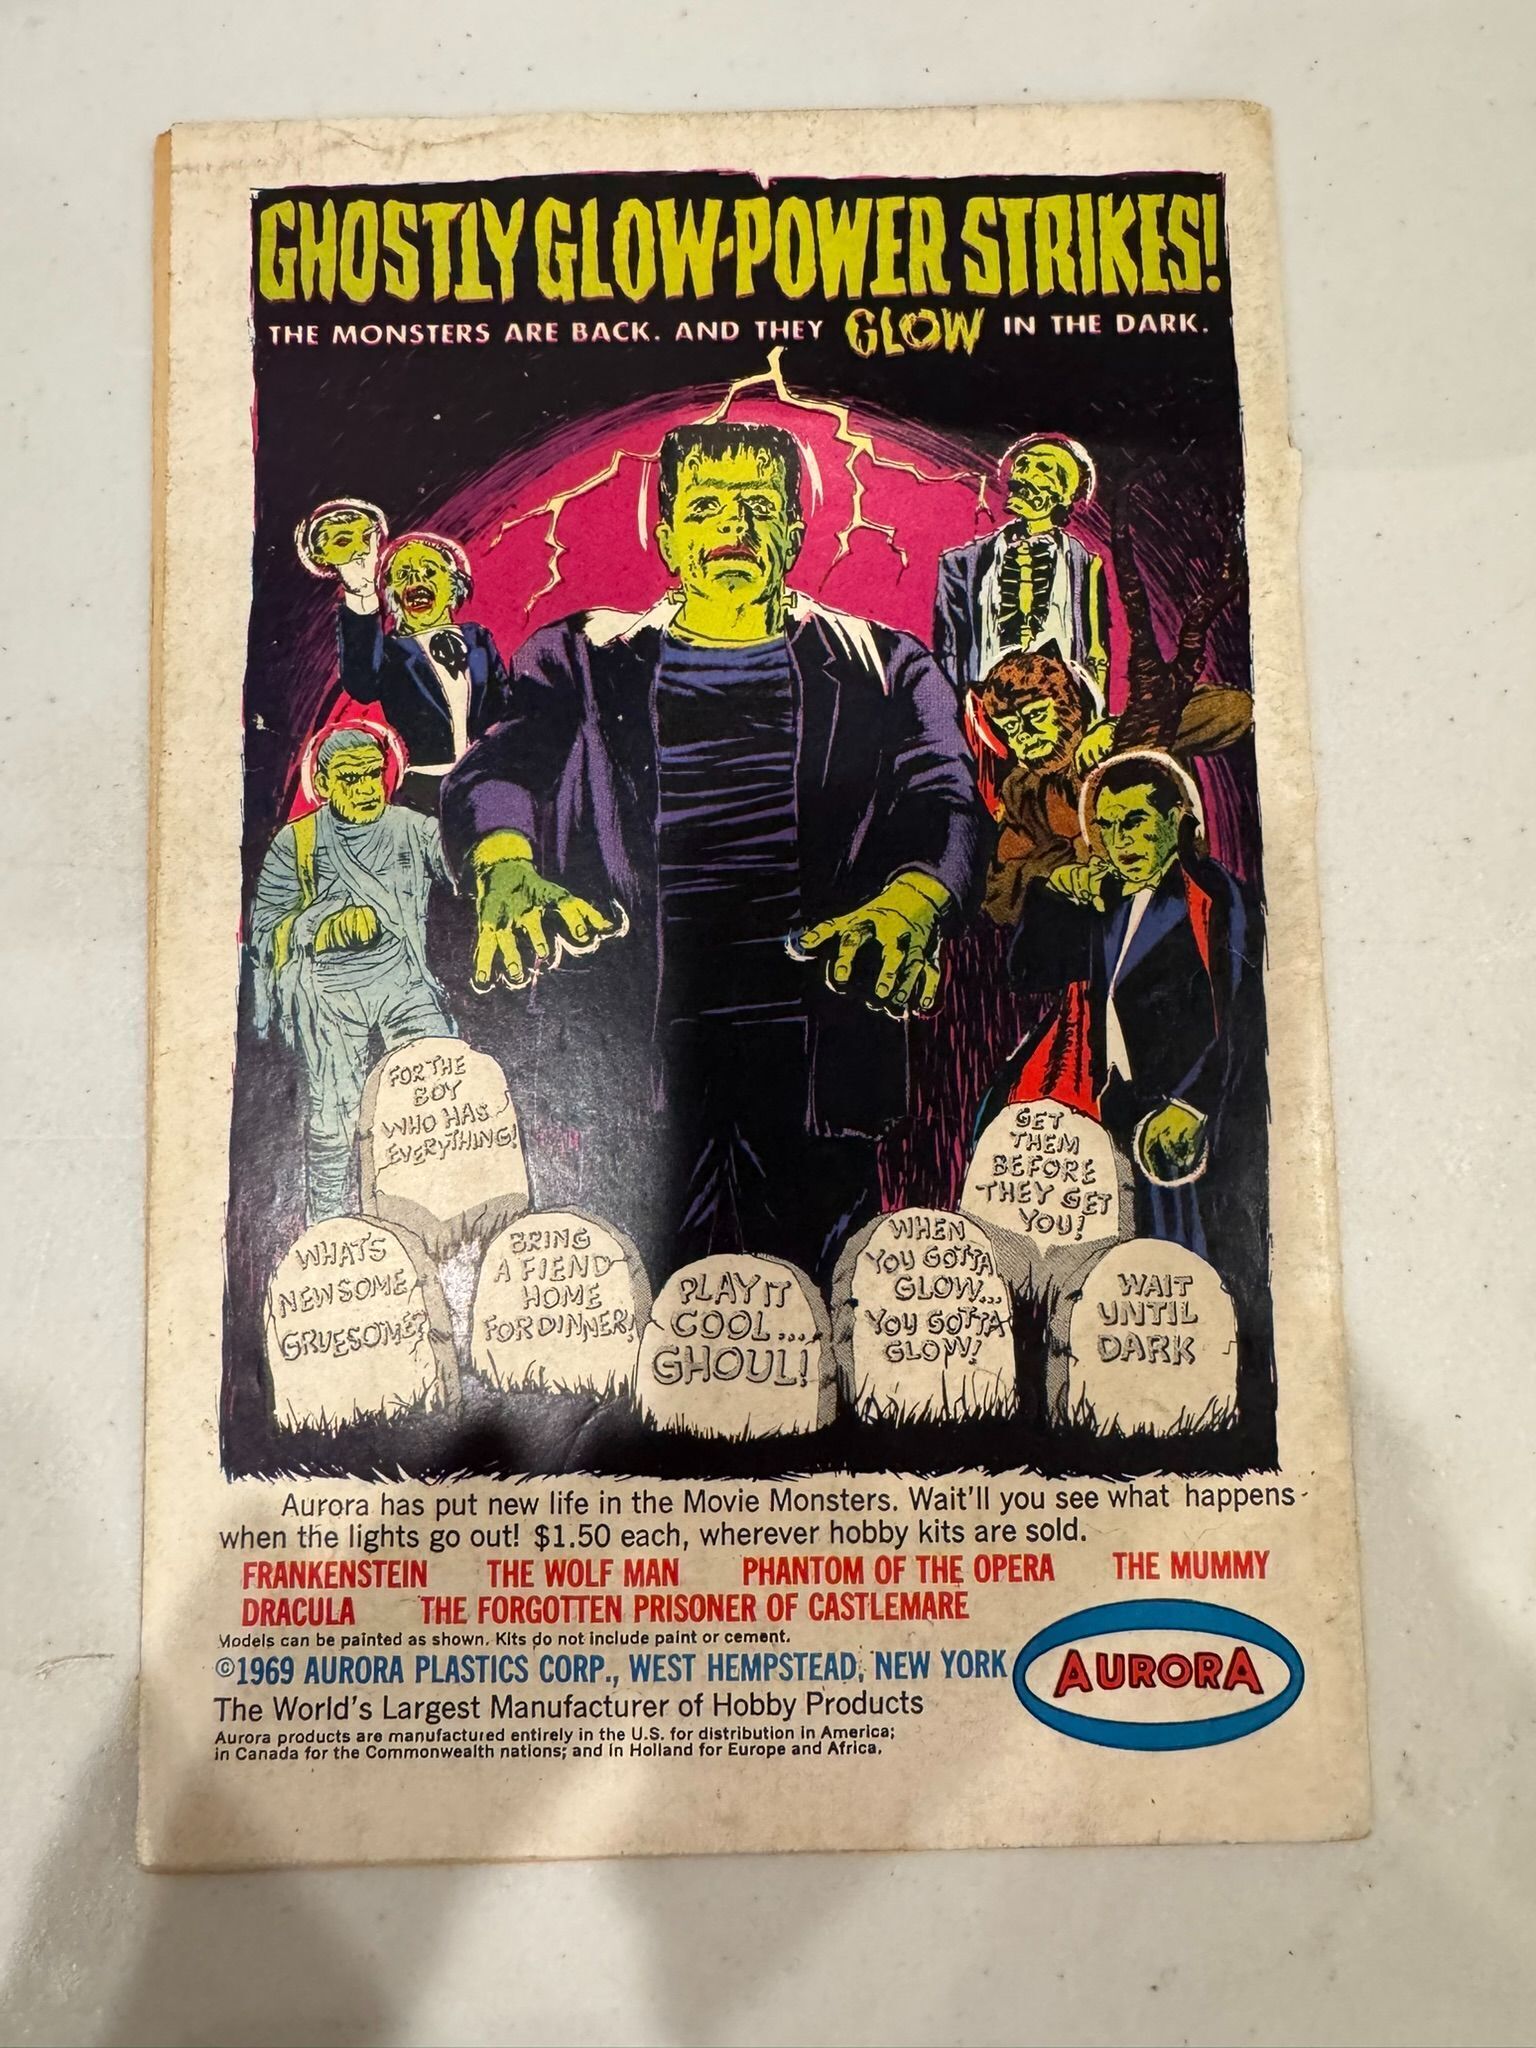 GHOSTLY GLOW-POWER STRIKES!
THE MONSTERS ARE BACK. AND THEY GLOW IN THE DARK.
FOR THE
BOY
WHO HAS
EVERYTHING!
GET
THEM
BEFORE
THEY GET
YOU!
WHAT'S
NEWSOME
GRUESOME?
BRING
A FIEND
HOME
FOR DINNER!
PLAY IT
COOL...
GHOUL!
WHEN
YOU GOTTA
GLOW...
YOU GOTTA
GLOW!
WAIT
UNTIL
DARK
Aurora has put new life in the Movie Monsters. Wait'll you see what happens
when the lights go out! $1.50 each, wherever hobby kits are sold.
FRANKENSTEIN THE WOLF MAN PHANTOM OF THE OPERA THE MUMMY
DRACULA THE FORGOTTEN PRISONER OF CASTLEMARE
Models can be painted as shown. Kits do not include paint or cement.
©1969 AURORA PLASTICS CORP., WEST HEMPSTEAD, NEW YORK
The World's Largest Manufacturer of Hobby Products
Aurora products are manufactured entirely in the U.S. for distribution in America;
in Canada for the Commonwealth nations; and in Holland for Europe and Africa.
AURORA